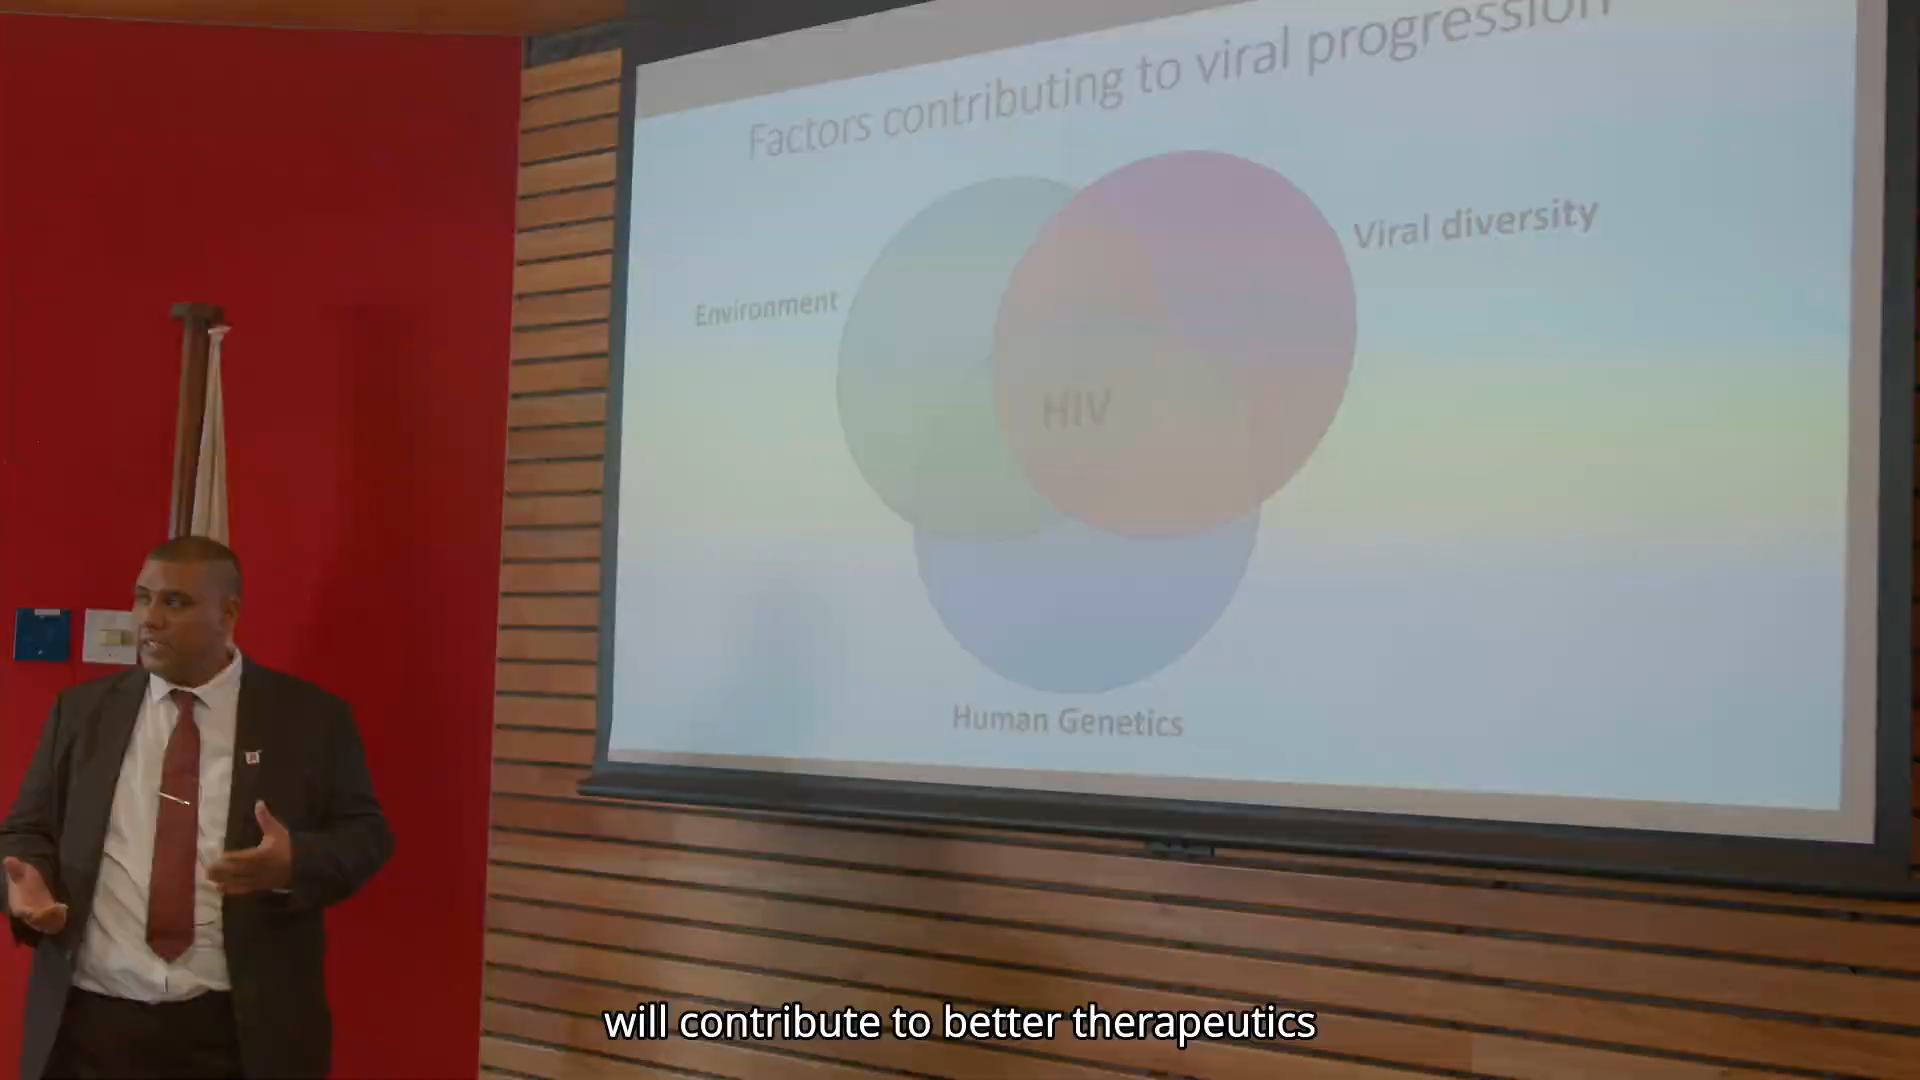 Factors contributing to viral progression
Viral diversity
Environment
HIV
Human Genetics
will contribute to better therapeutics